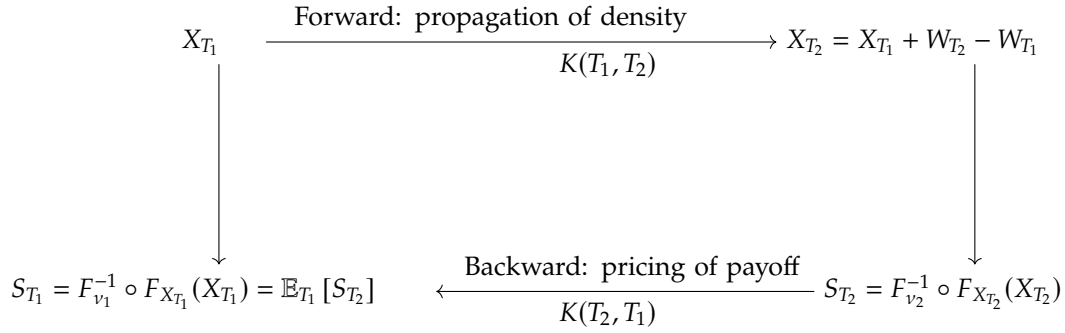 Forward: propagation of density
X_{T_1}
X_{T_2} = X_{T_1} + W_{T_2} − W_{T_1}
K(T_1, T_2)
Backward: pricing of payoff
S_{T_1} = F_{ν_1}^{-1} ∘ F_{X_{T_1}}(X_{T_1}) = 𝔼_{T_1} [S_{T_2}]
S_{T_2} = F_{ν_2}^{-1} ∘ F_{X_{T_2}}(X_{T_2})
K(T_2, T_1)